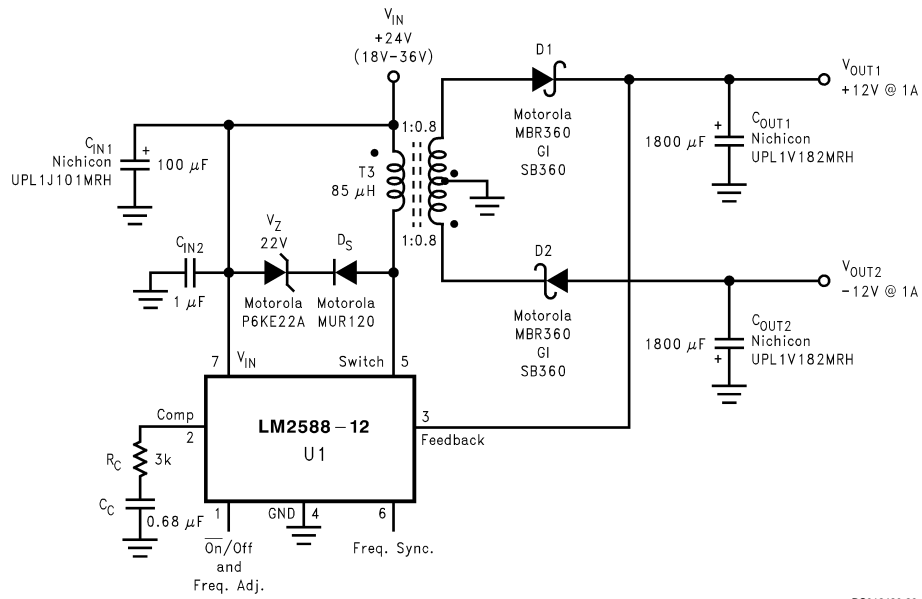 V_IN
+24V
(18V-36V)
D1
V_OUT1
+12V @ 1A
Motorola
MBR360
GI
SB360
C_IN1
Nichicon
UPL1J101MRH
+
100 μF
1:0.8
T3
85 μH
1:0.8
+
1800 μF
C_OUT1
Nichicon
UPL1V182MRH
C_IN2
1 μF
V_Z
22V
Motorola
P6KE22A
D_S
Motorola
MUR120
D2
Motorola
MBR360
GI
SB360
V_OUT2
-12V @ 1A
1800 μF
+
C_OUT2
Nichicon
UPL1V182MRH
7
V_IN
Switch
5
Comp
2
LM2588-12
U1
3
Feedback
R_C
3k
C_C
0.68 μF
1
GND
4
6
On/Off
and
Freq. Adj.
Freq. Sync.